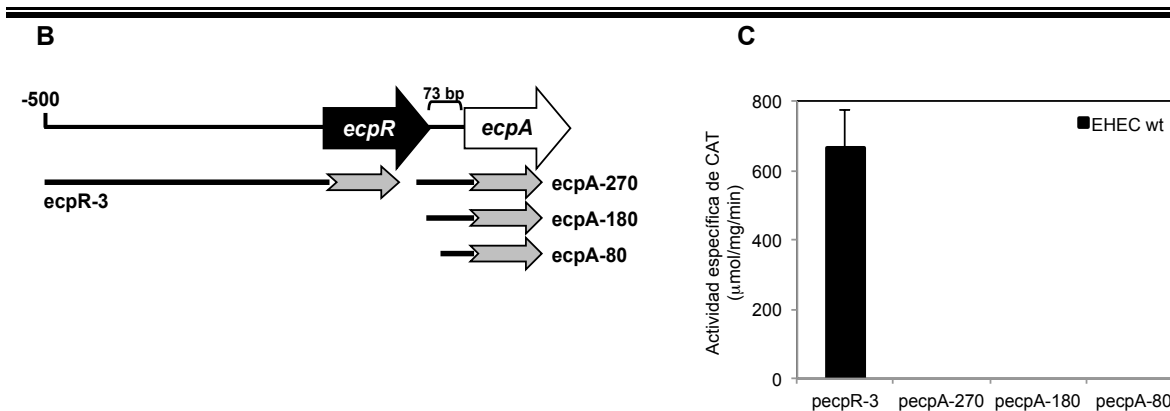 B
-500
73 bp
ecpR
ecpA
ecpR-3
ecpA-270
ecpA-180
ecpA-80
C
Actividad específica de CAT
(µmol/mg/min)
800
600
400
200
0
EHEC wt
pecpR-3 pecpA-270 pecpA-180 pecpA-80